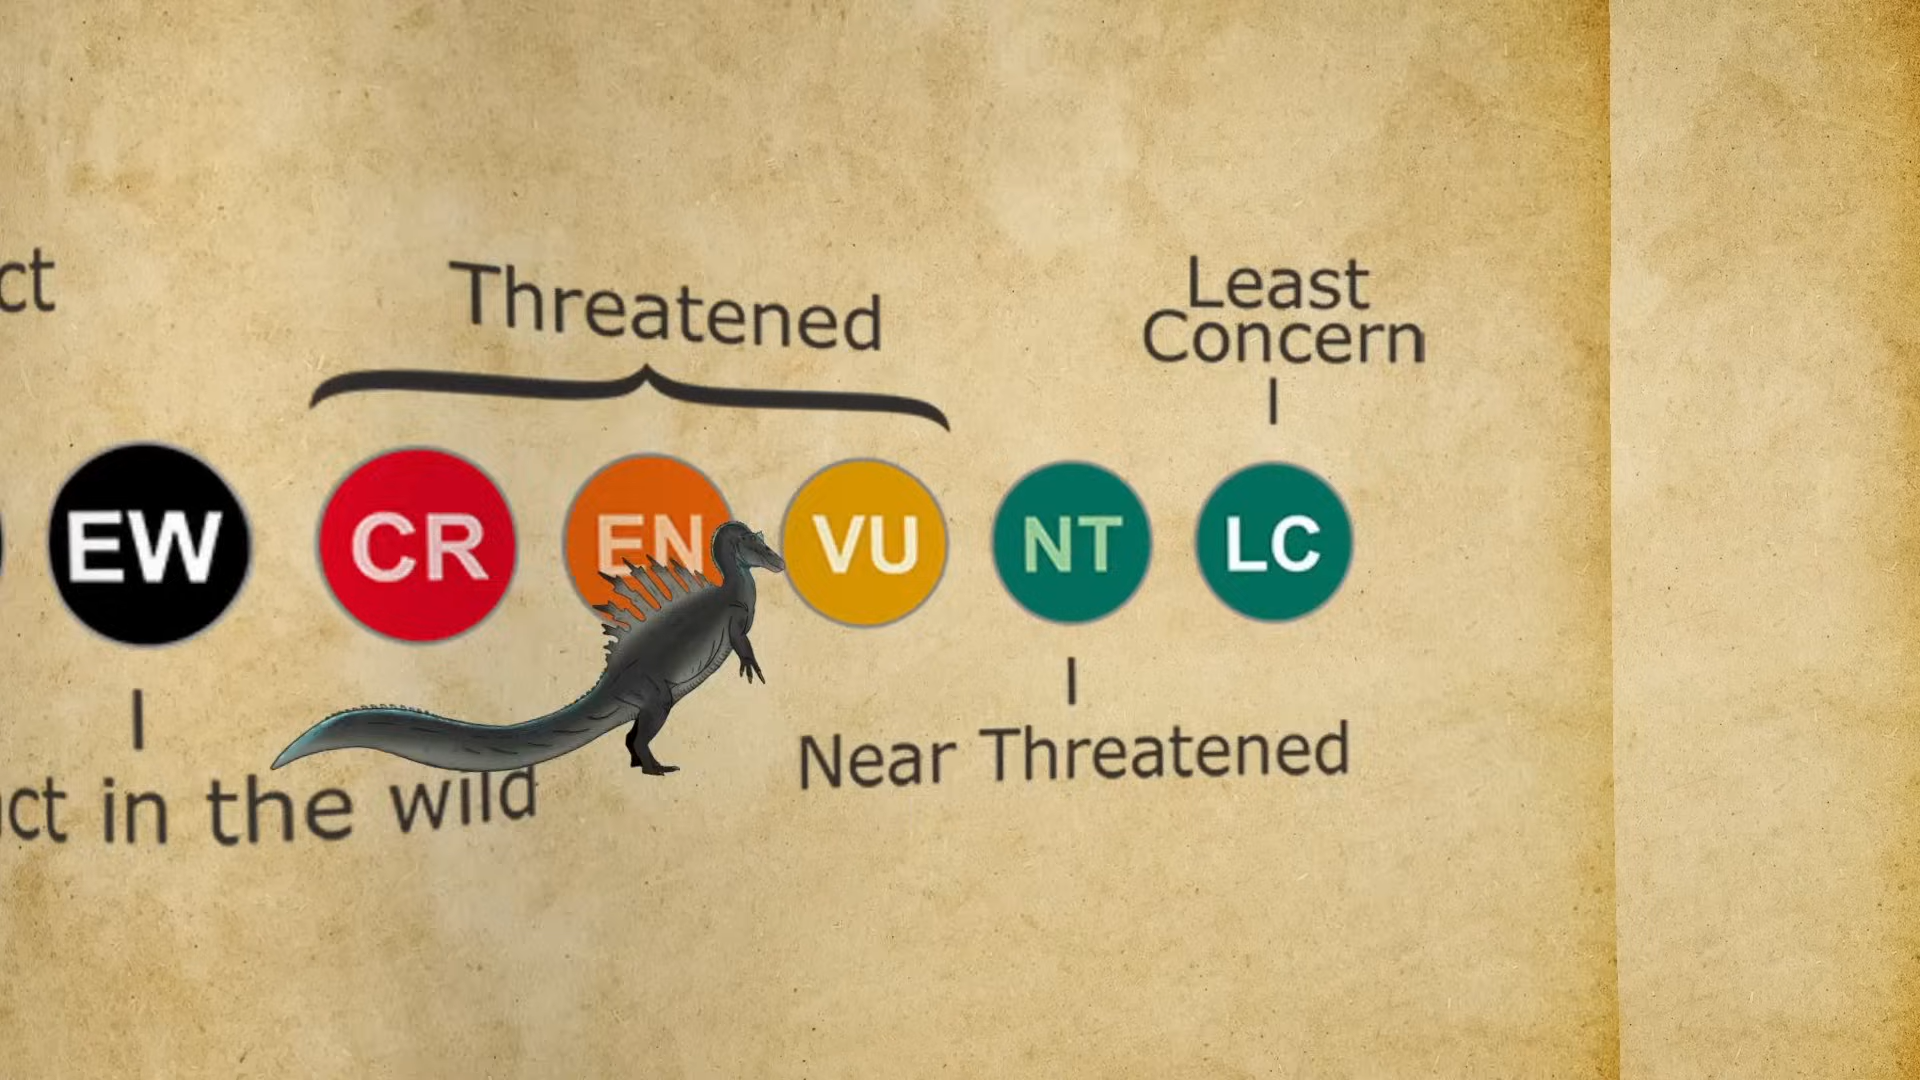 ct
Threatened
Least
Concern
EW CR EN VU NT LC
Near Threatened
ct in the wild